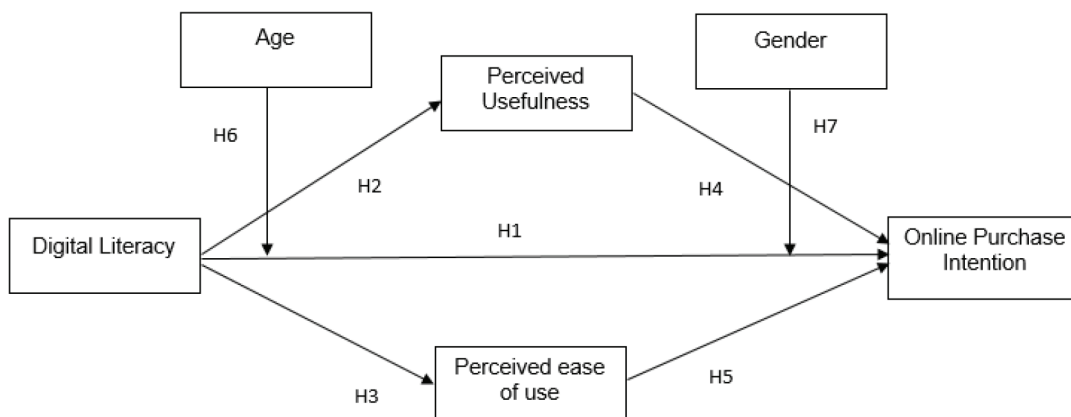 Age
Gender
Perceived
Usefulness
H6
H7
H2
H4
Digital Literacy
H1
Online Purchase
Intention
Perceived ease
of use
H3
H5